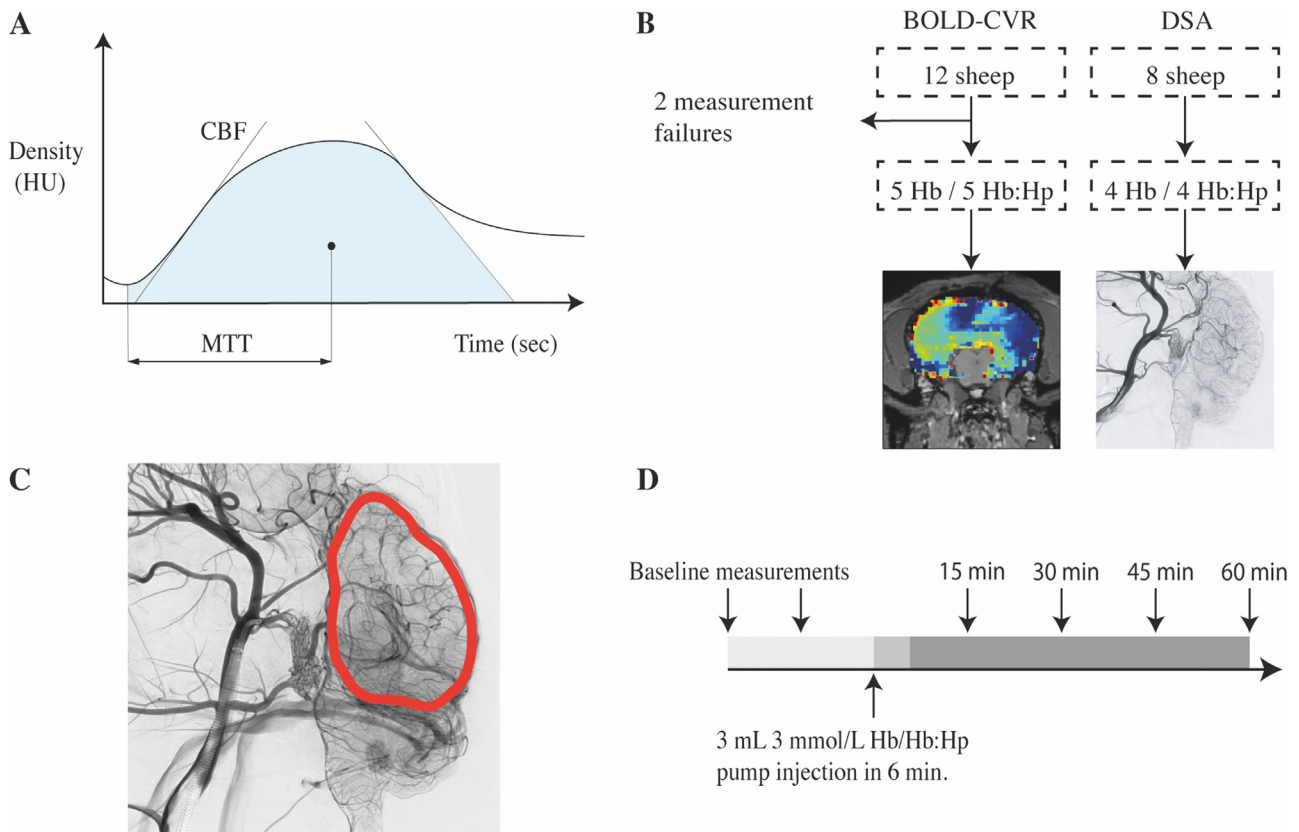 A
Density
(HU)
CBF
MTT
Time (sec)
B
BOLD-CVR
DSA
12 sheep
8 sheep
2 measurement
failures
5 Hb / 5 Hb:Hp
4 Hb / 4 Hb:Hp
C
D
Baseline measurements
15 min
30 min
45 min
60 min
3 mL 3 mmol/L Hb/Hb:Hp
pump injection in 6 min.